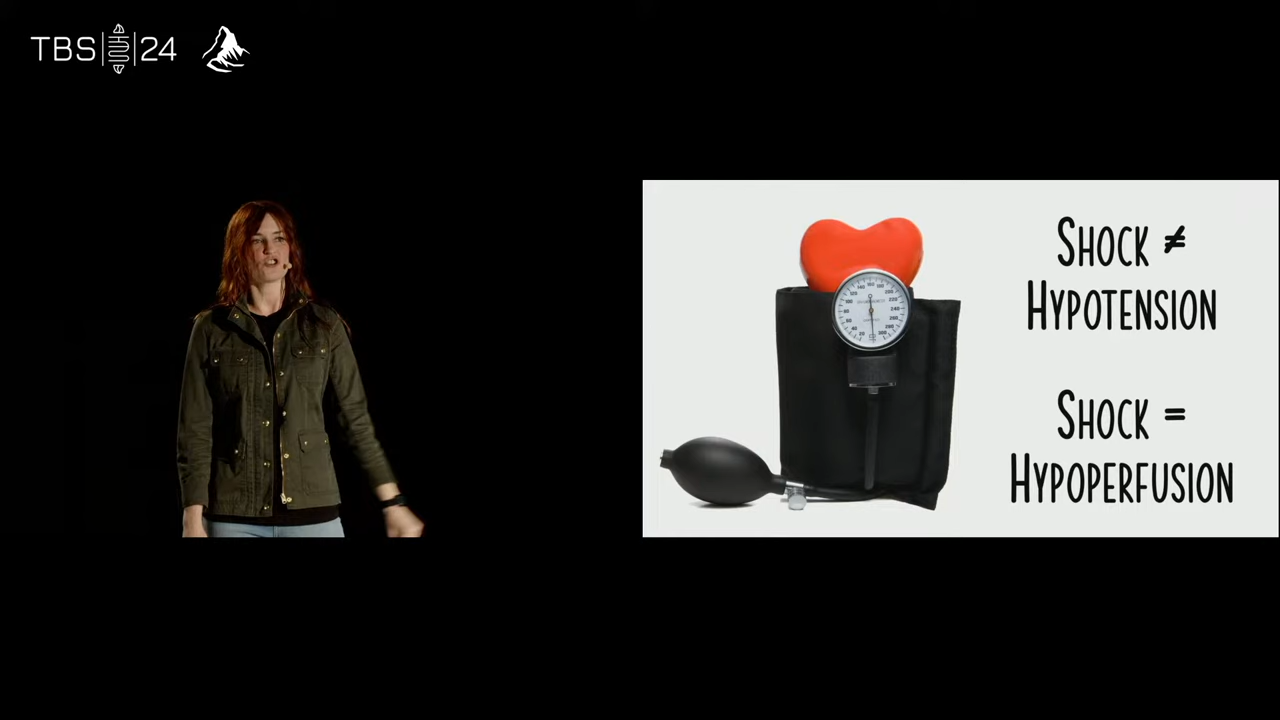 TBS 24
SHOCK ≠
HYPOTENSION
SHOCK =
HYPOPERFUSION